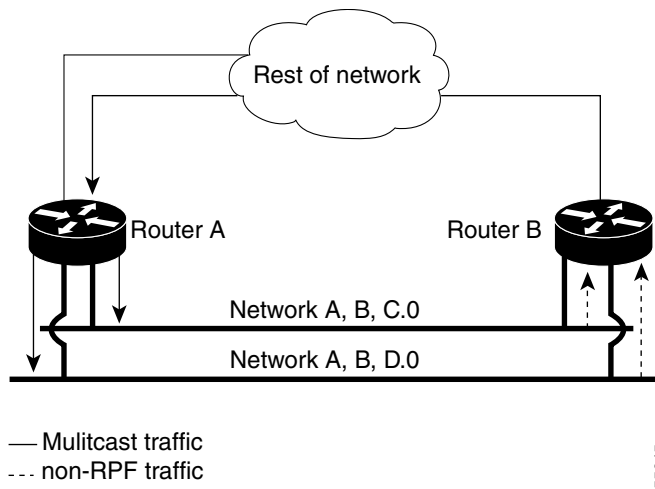 Rest of network
Router A
Router B
Network A, B, C.0
Network A, B, D.0
Mulitcast traffic
non-RPF traffic